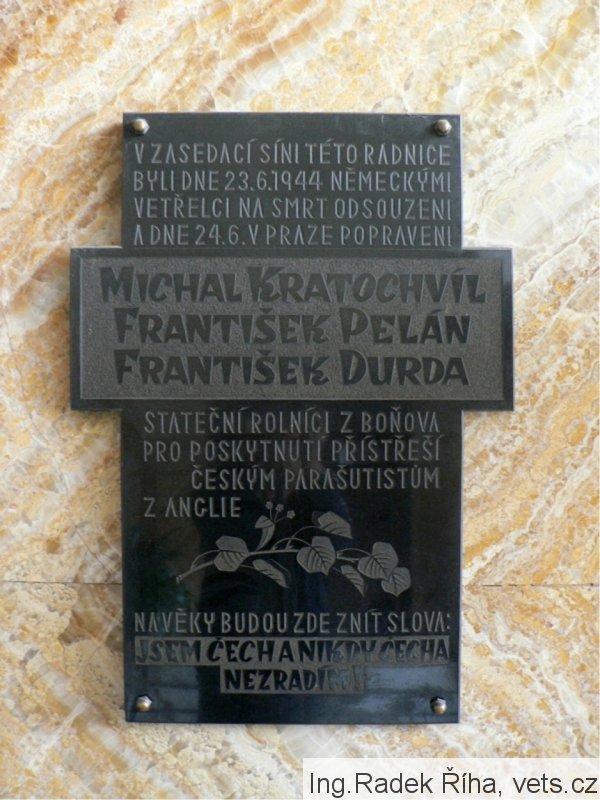 V ZASEDACÍ SÍNI TÉTO RADNICE
BYLI DNE 23.6.1944 NĚMECKÝMI
VETŘELCI NA SMRT ODSOUZENI
A DNE 24.6. V PRAZE POPRAVENI
MICHAL KRATOCHVÍL
FRANTIŠEK PELÁN
FRANTIŠEK DURDA
STATEČNÍ ROLNÍCI Z BOŇOVA
PRO POSKYTNUTÍ PŘÍSTŘEŠÍ
ČESKÝM PARAŠUTISTŮM
Z ANGLIE
NAVĚKY BUDOU ZDE ZNÍT SLOVA:
JSEM ČECH A NIKDY ČECHA
NEZRADÍM!
Ing.Radek Říha, vets.cz